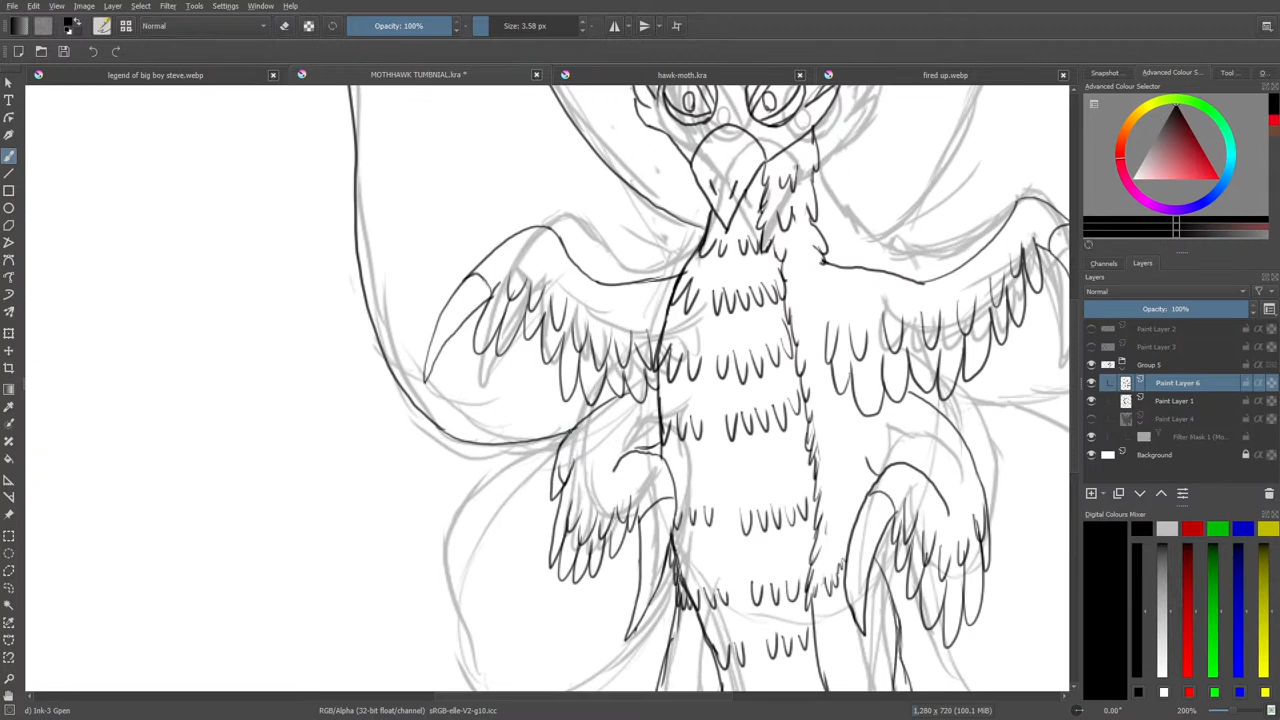 File Edit View Image Layer Select Filter Tools Settings Window Help
Normal Opacity: 100% Size: 3.58 px
legend of big boy steve.webp MOTHHAWK TUMBNIAL.kra * hawk-moth.kra fired up.webp
Snapshot... Advanced Colour S... Tool ... O...
Advanced Colour Selector
Channels Layers
Layers
Normal
Opacity: 100%
Paint Layer 2
Paint Layer 3
Group 5
Paint Layer 6
Paint Layer 1
Paint Layer 4
Filter Mask 1 (Mo...
Background
Digital Colours Mixer
d) Ink-3 Gpen RGB/Alpha (32-bit float/channel) sRGB-elle-V2-g10.icc 1,280 x 720 (100.1 MiB) 0.00° 200%